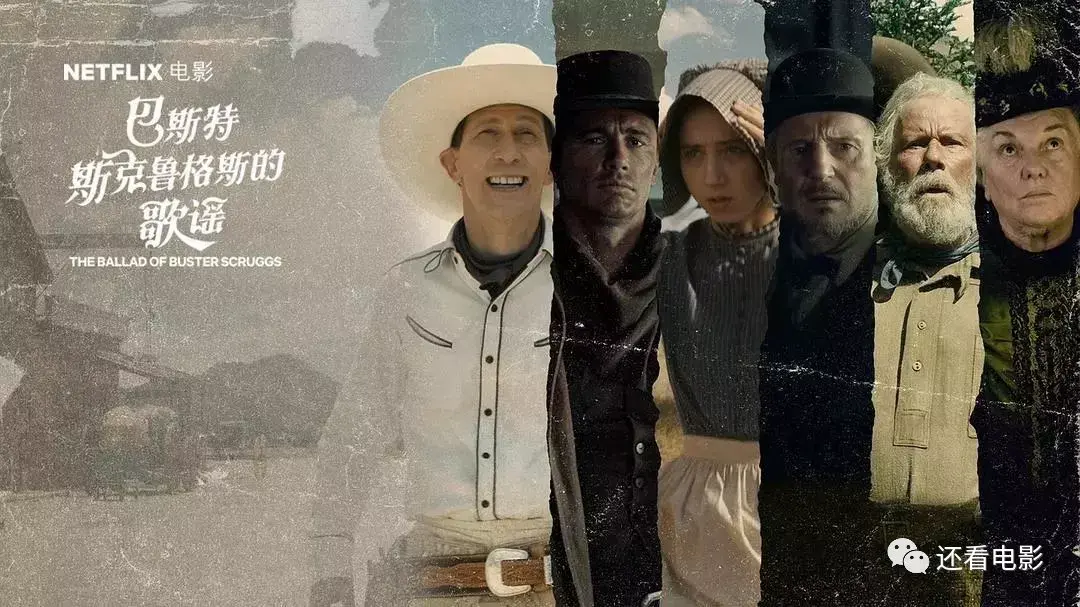 NETFLIX 电影
巴斯特
斯克鲁格斯的
歌谣
THE BALLAD OF BUSTER SCRUGGS
还看电影